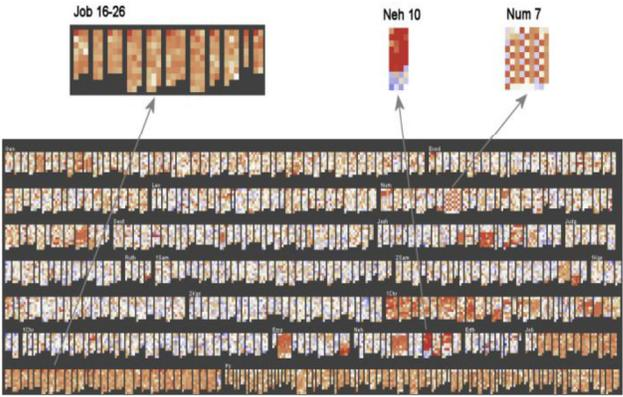 Job 16-26 Neh 10 Num 7
Gen Exod
Lev Num
Deut Josh Judg
Ruth 1Sam 2Sam 1Kgs
2Kgs 1Chr
Ezra Neh Esth Job
Ps